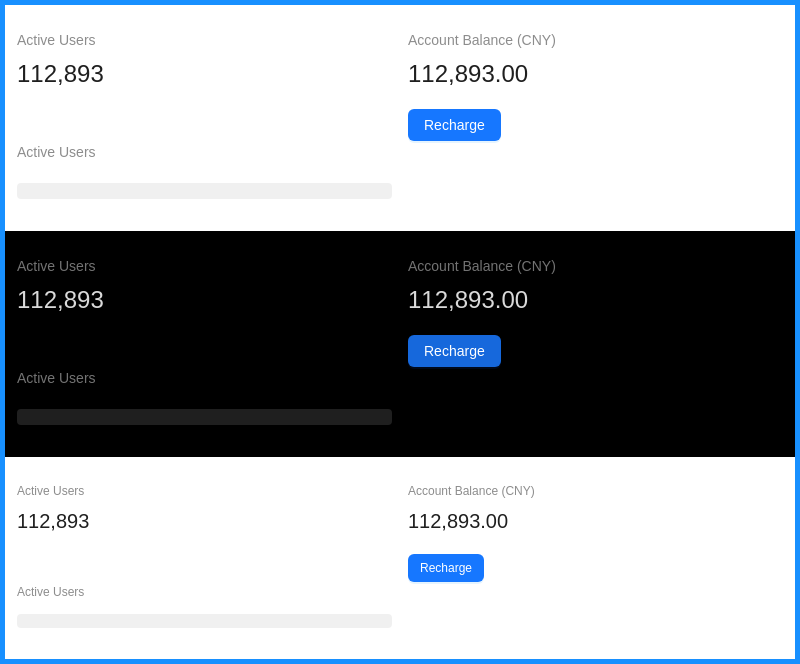 Active Users
112,893
Account Balance (CNY)
112,893.00
Recharge
Active Users
Active Users
112,893
Account Balance (CNY)
112,893.00
Recharge
Active Users
Active Users
112,893
Account Balance (CNY)
112,893.00
Recharge
Active Users